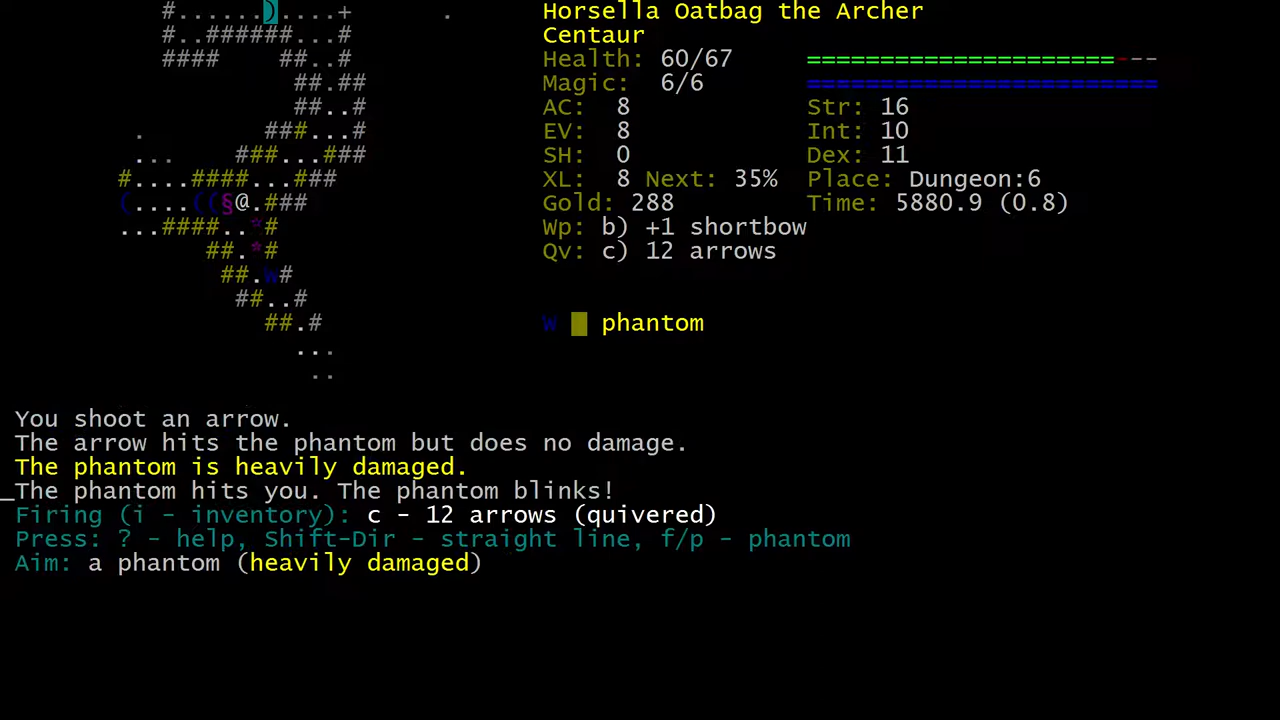 #......)....+       .
Horsella Oatbag the Archer
#..######...#
Centaur
####    ##..#
Health: 60/67 =====================---
##.##
Magic: 6/6 ========================
##..#
AC: 8 Str: 16
.        ###...#
EV: 8 Int: 10
...    ###...###
SH: 0 Dex: 11
#....####...###
XL: 8 Next: 35% Place: Dungeon:6
(....((§@.###
Gold: 288 Time: 5880.9 (0.8)
...####..*#
Wp: b) +1 shortbow
##.*#
Qv: c) 12 arrows
##.W#
##..#
##.#
W phantom
...
..
You shoot an arrow.
The arrow hits the phantom but does no damage.
The phantom is heavily damaged.
_The phantom hits you. The phantom blinks!
Firing (i - inventory): c - 12 arrows (quivered)
Press: ? - help, Shift-Dir - straight line, f/p - phantom
Aim: a phantom (heavily damaged)